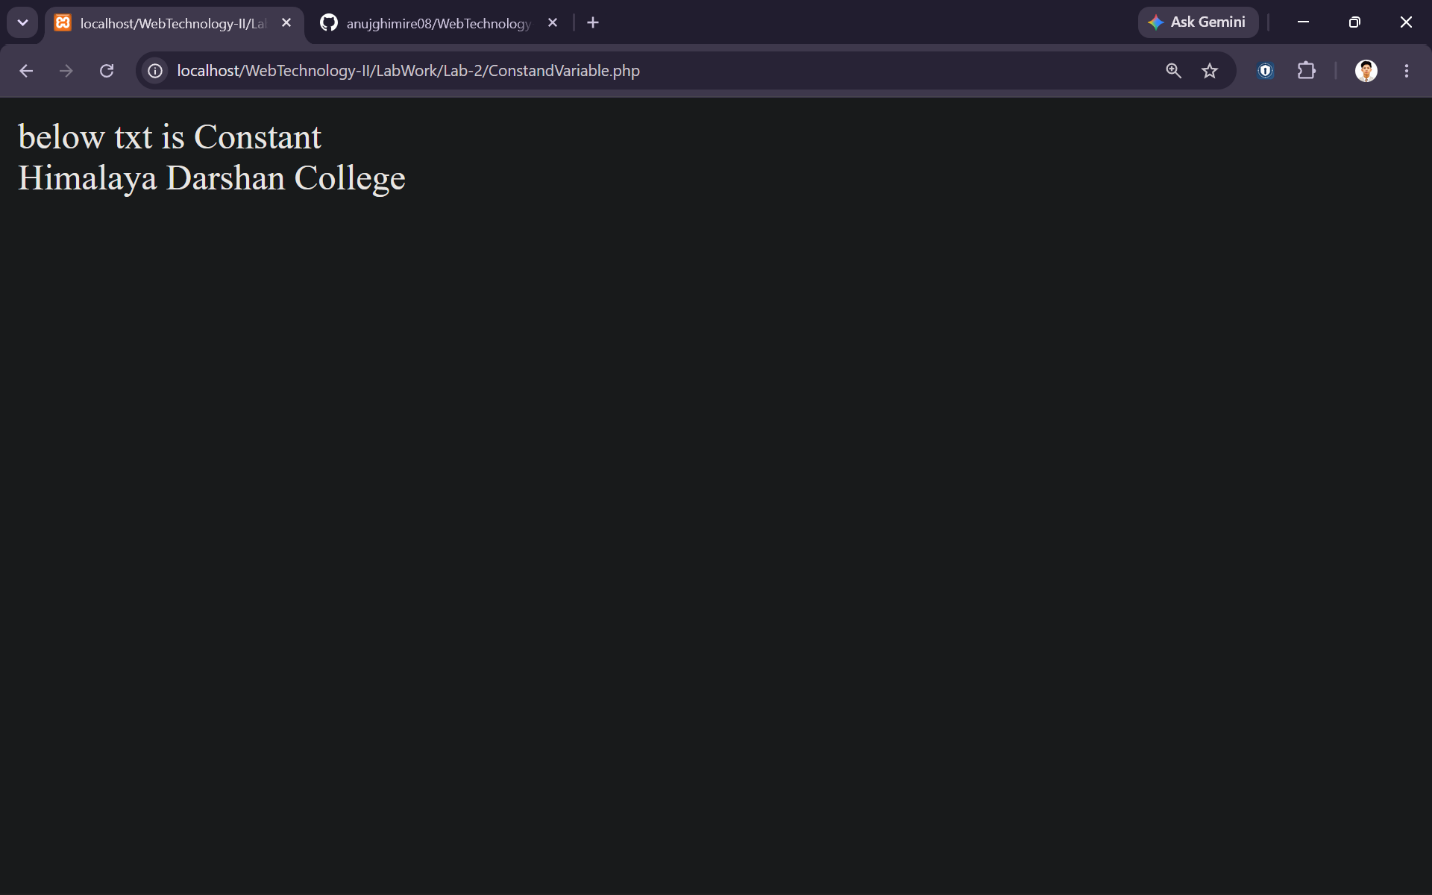 localhost/WebTechnology-II/La
anujghimire08/WebTechnology
Ask Gemini
localhost/WebTechnology-II/LabWork/Lab-2/ConstandVariable.php
below txt is Constant
Himalaya Darshan College